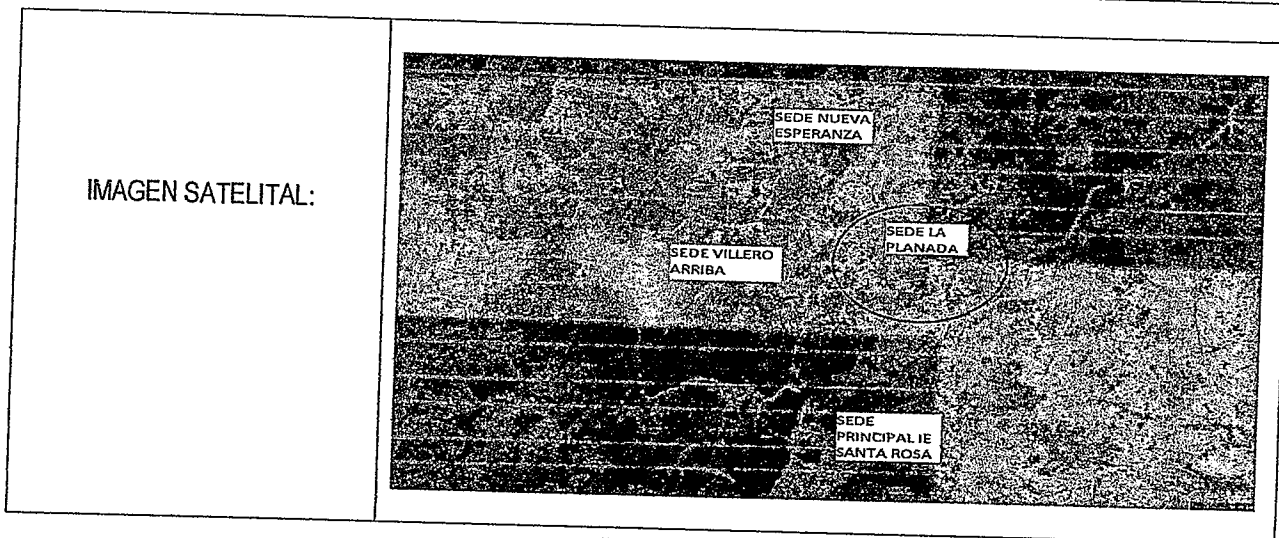 IMAGEN SATELITAL:
SEDE NUEVA
ESPERANZA
SEDE LA
PLANADA
SEDE VILLERO
ARRIBA
SEDE
PRINCIPAL IE
SANTA ROSA